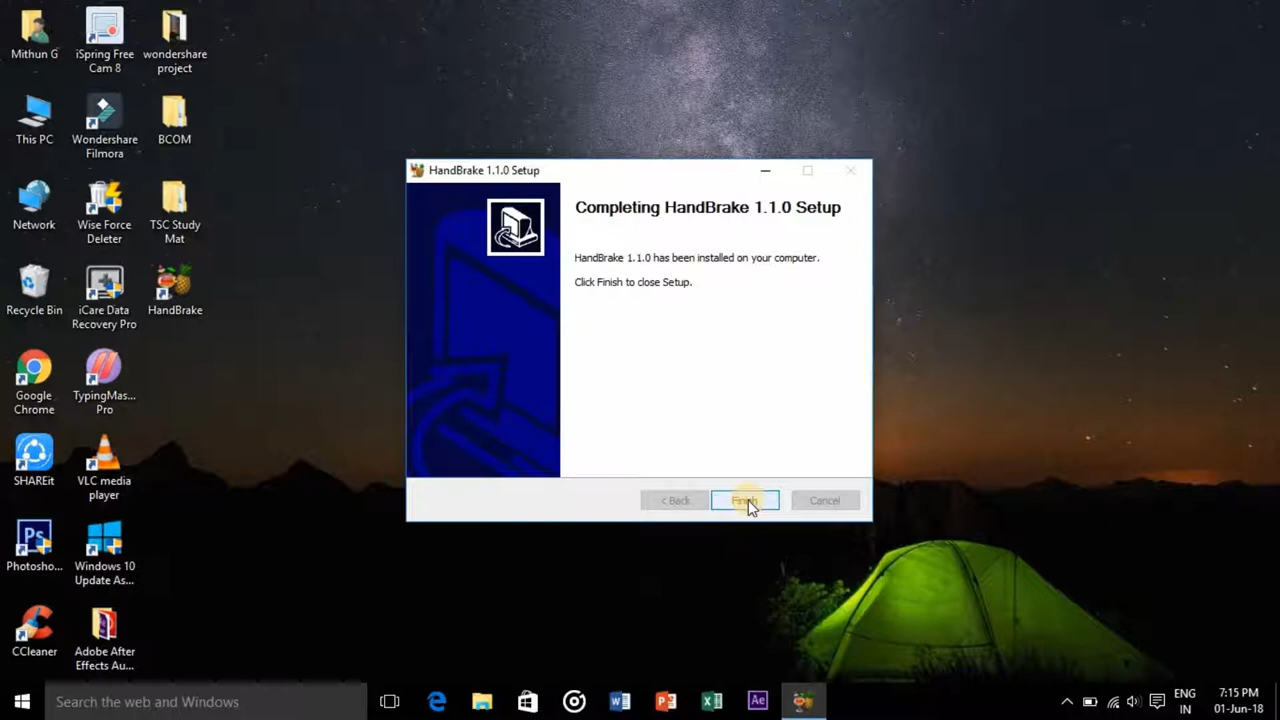 Mithun G
iSpring Free
Cam 8
wondershare
project
This PC
Wondershare
Filmora
BCOM
Network
Wise Force
Deleter
TSC Study
Mat
Recycle Bin
iCare Data
Recovery Pro
HandBrake
Google
Chrome
TypingMas...
Pro
SHAREit
VLC media
player
Ps
Photosho...
Windows 10
Update As...
CCleaner
Adobe After
Effects Au...
HandBrake 1.1.0 Setup
Completing HandBrake 1.1.0 Setup
HandBrake 1.1.0 has been installed on your computer.
Click Finish to close Setup.
< Back
Finish
Cancel
Search the web and Windows
Ae
ENG
IN
7:15 PM
01-Jun-18